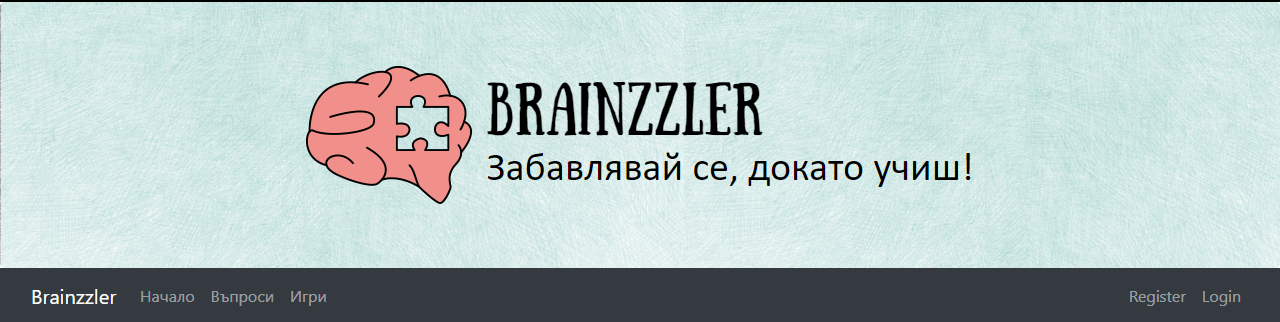 BRAINZZLER
Забавлявай се, докато учиш!
Brainzzler Начало Въпроси Игри Register Login